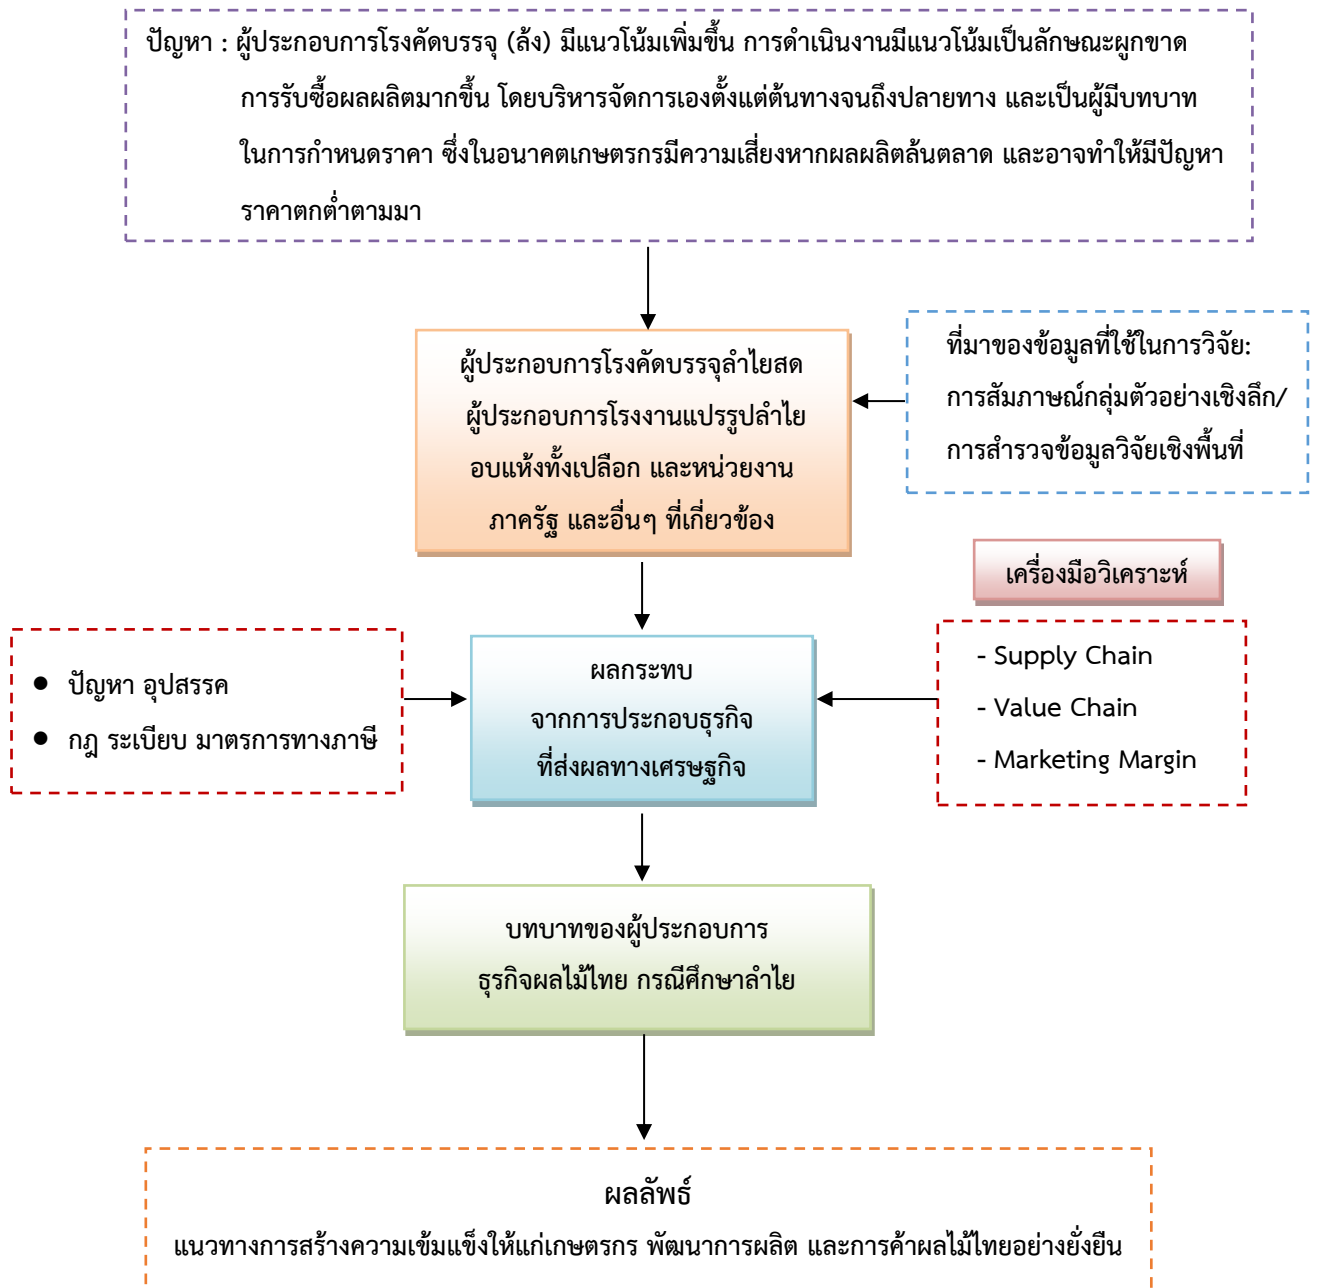 ปัญหา : ผู้ประกอบการโรงคัดบรรจุ (ล้ง) มีแนวโน้มเพิ่มขึ้น การดำเนินงานมีแนวโน้มเป็นลักษณะผูกขาด
การรับซื้อผลผลิตมากขึ้น โดยบริหารจัดการเองตั้งแต่ต้นทางจนถึงปลายทาง และเป็นผู้มีบทบาท
ในการกำหนดราคา ซึ่งในอนาคตเกษตรกรมีความเสี่ยงหากผลผลิตล้นตลาด และอาจทำให้มีปัญหา
ราคาตกต่ำตามมา
ผู้ประกอบการโรงคัดบรรจุลำไยสด
ผู้ประกอบการโรงงานแปรรูปลำไย
อบแห้งทั้งเปลือก และหน่วยงาน
ภาครัฐ และอื่นๆ ที่เกี่ยวข้อง
ที่มาของข้อมูลที่ใช้ในการวิจัย:
การสัมภาษณ์กลุ่มตัวอย่างเชิงลึก/
การสำรวจข้อมูลวิจัยเชิงพื้นที่
เครื่องมือวิเคราะห์
- Supply Chain
- Value Chain
- Marketing Margin
● ปัญหา อุปสรรค
● กฎ ระเบียบ มาตรการทางภาษี
ผลกระทบ
จากการประกอบธุรกิจ
ที่ส่งผลทางเศรษฐกิจ
บทบาทของผู้ประกอบการ
ธุรกิจผลไม้ไทย กรณีศึกษาลำไย
ผลลัพธ์
แนวทางการสร้างความเข้มแข็งให้แก่เกษตรกร พัฒนาการผลิต และการค้าผลไม้ไทยอย่างยั่งยืน